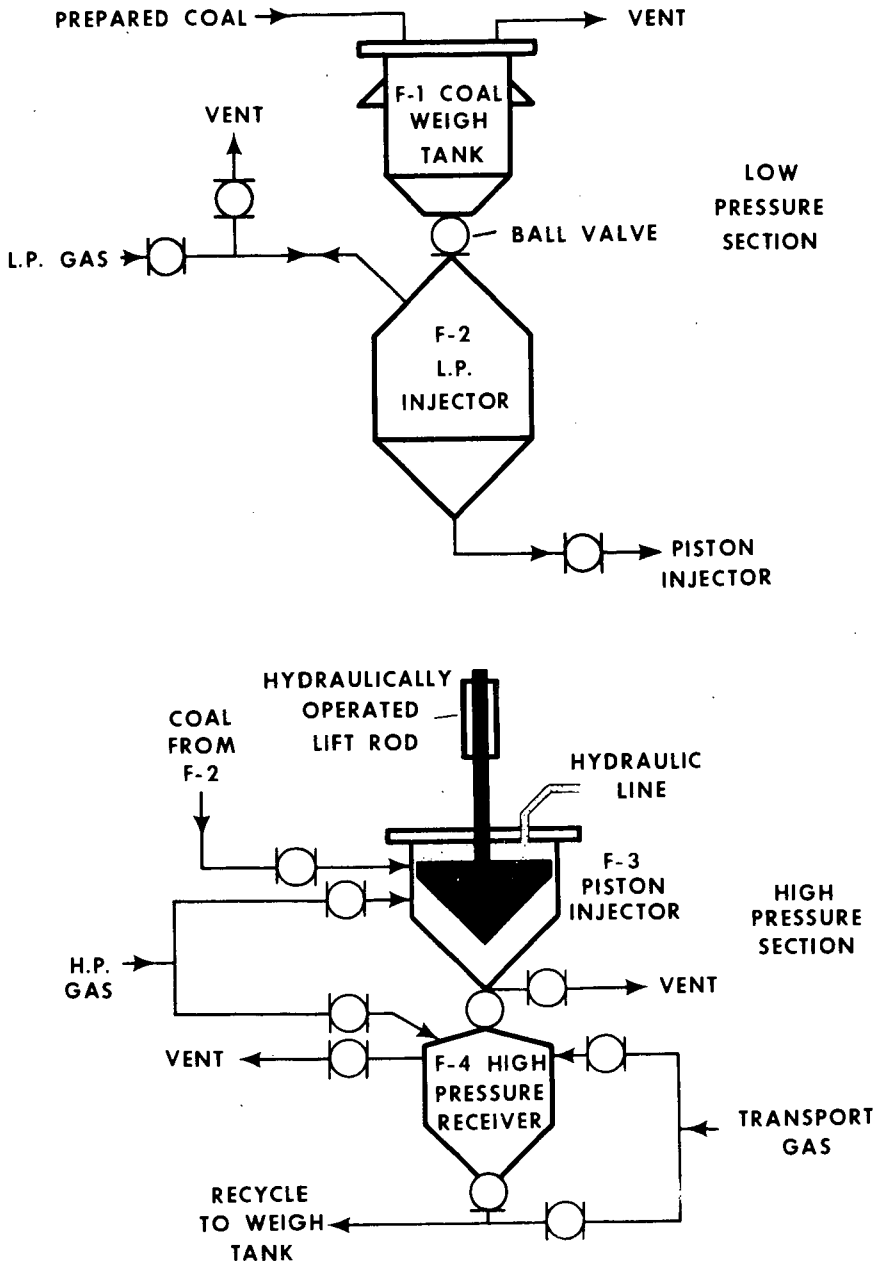 PREPARED COAL
VENT
F-1 COAL
WEIGH
TANK
VENT
LOW
PRESSURE
SECTION
BALL VALVE
L.P. GAS
F-2
L.P.
INJECTOR
PISTON
INJECTOR
HYDRAULICALLY
OPERATED
LIFT ROD
COAL
FROM
F-2
HYDRAULIC
LINE
F-3
PISTON
INJECTOR
HIGH
PRESSURE
SECTION
H.P.
GAS
VENT
VENT
F-4 HIGH
PRESSURE
RECEIVER
TRANSPORT
GAS
RECYCLE
TO WEIGH
TANK